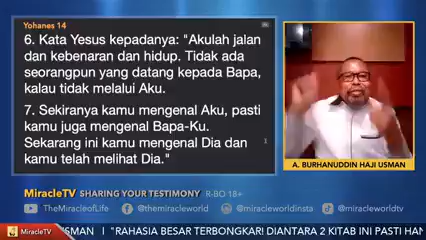 Yohanes 14
6. Kata Yesus kepadanya: "Akulah jalan
dan kebenaran dan hidup. Tidak ada
seorangpun yang datang kepada Bapa,
kalau tidak melalui Aku.
7. Sekiranya kamu mengenal Aku, pasti
kamu juga mengenal Bapa-Ku.
Sekarang ini kamu mengenal Dia dan
kamu telah melihat Dia."
1
A. BURHANUDDIN HAJI USMAN
MiracleTV SHARING YOUR TESTIMONY R-BO 18+
TheMiracleofLife @themiracleworld @miracleworldinsta @miracleworldtv
MiracleTV USMAN | "RAHASIA BESAR TERBONGKAR! DIANTARA 2 KITAB INI PASTI HAN